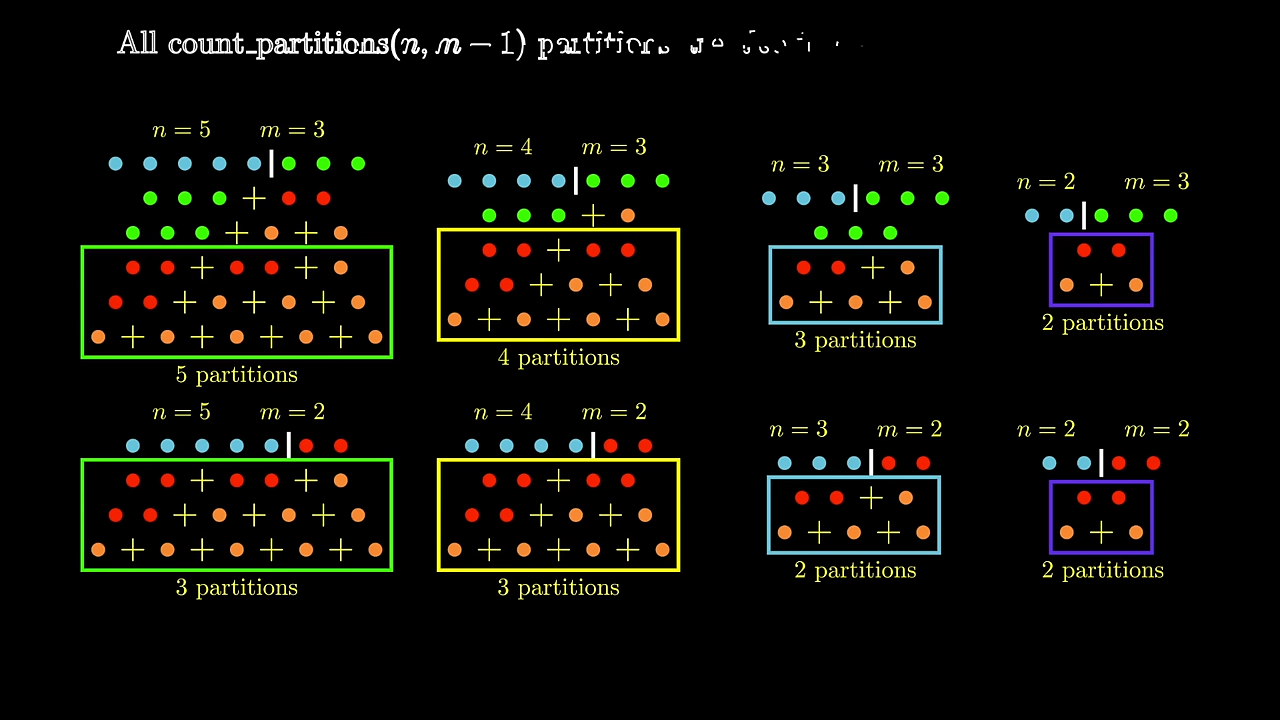 All count_partitions(n, m − 1) partitions
n = 5 m = 3
n = 4 m = 3
n = 3 m = 3
n = 2 m = 3
5 partitions
4 partitions
3 partitions
2 partitions
n = 5 m = 2
n = 4 m = 2
n = 3 m = 2
n = 2 m = 2
3 partitions
3 partitions
2 partitions
2 partitions